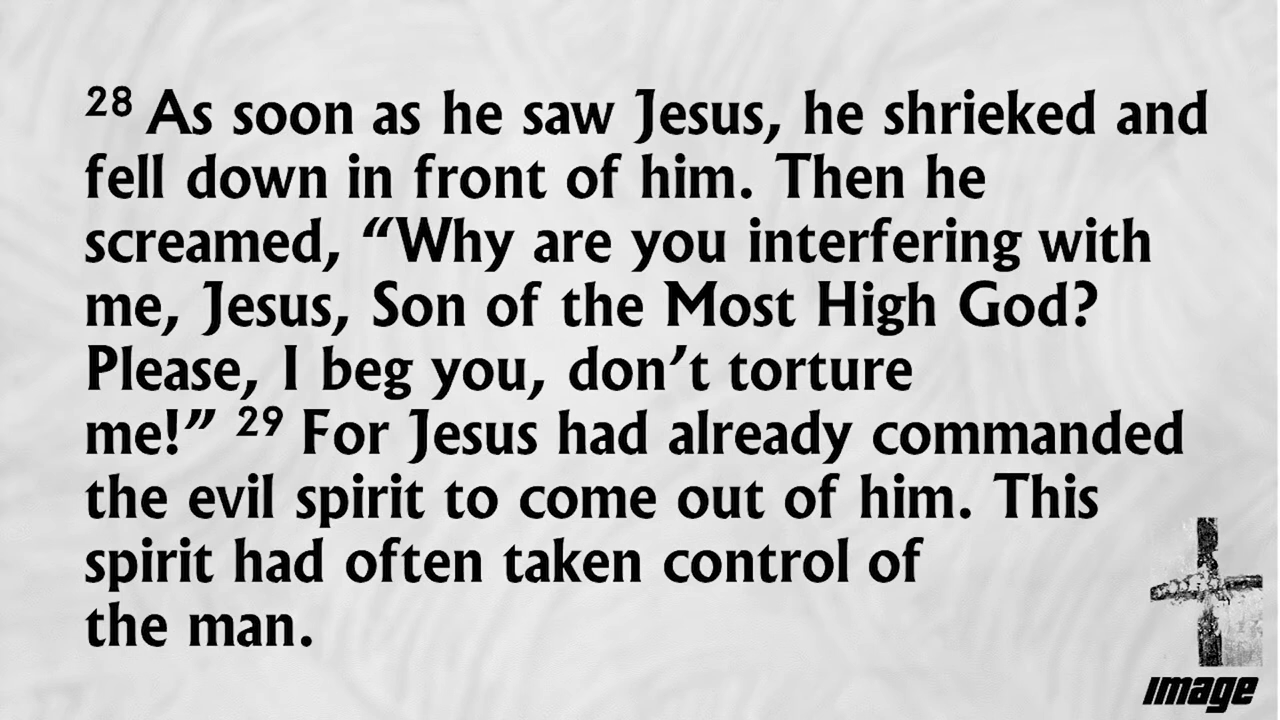 28 As soon as he saw Jesus, he shrieked and
fell down in front of him. Then he
screamed, “Why are you interfering with
me, Jesus, Son of the Most High God?
Please, I beg you, don’t torture
me!” 29 For Jesus had already commanded
the evil spirit to come out of him. This
spirit had often taken control of
the man.
image